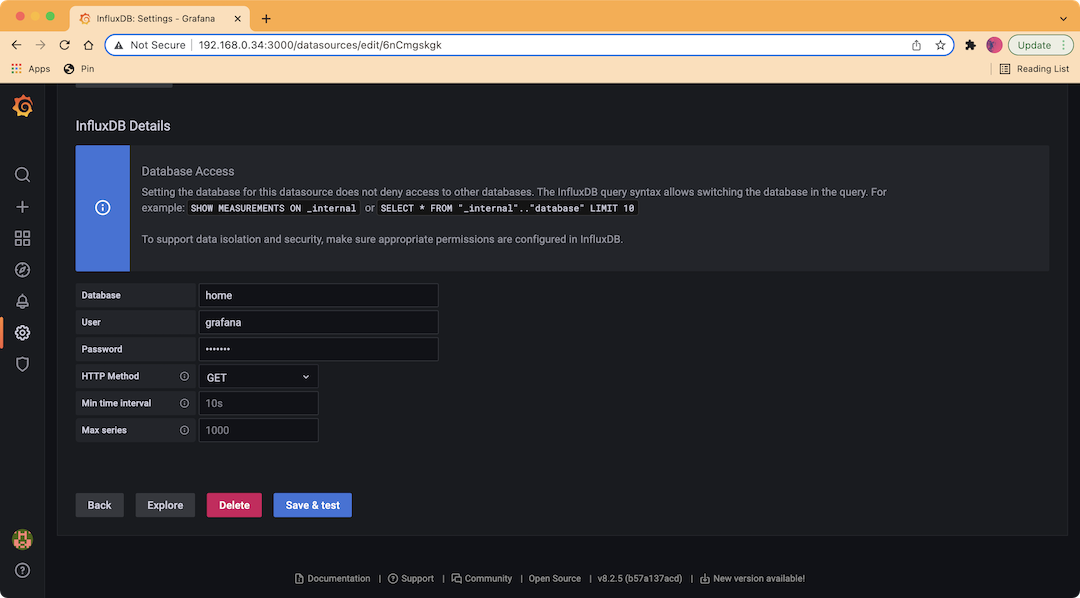 InfluxDB: Settings - Grafana
Not Secure 192.168.0.34:3000/datasources/edit/6nCmgskgk Update
Apps Pin Reading List
InfluxDB Details
Database Access
Setting the database for this datasource does not deny access to other databases. The InfluxDB query syntax allows switching the database in the query. For
example: SHOW MEASUREMENTS ON _internal or SELECT * FROM "_internal".."database" LIMIT 10
To support data isolation and security, make sure appropriate permissions are configured in InfluxDB.
Database home
User grafana
Password •••••••
HTTP Method GET
Min time interval 10s
Max series 1000
Back Explore Delete Save & test
Documentation | Support | Community | Open Source | v8.2.5 (b57a137acd) | New version available!